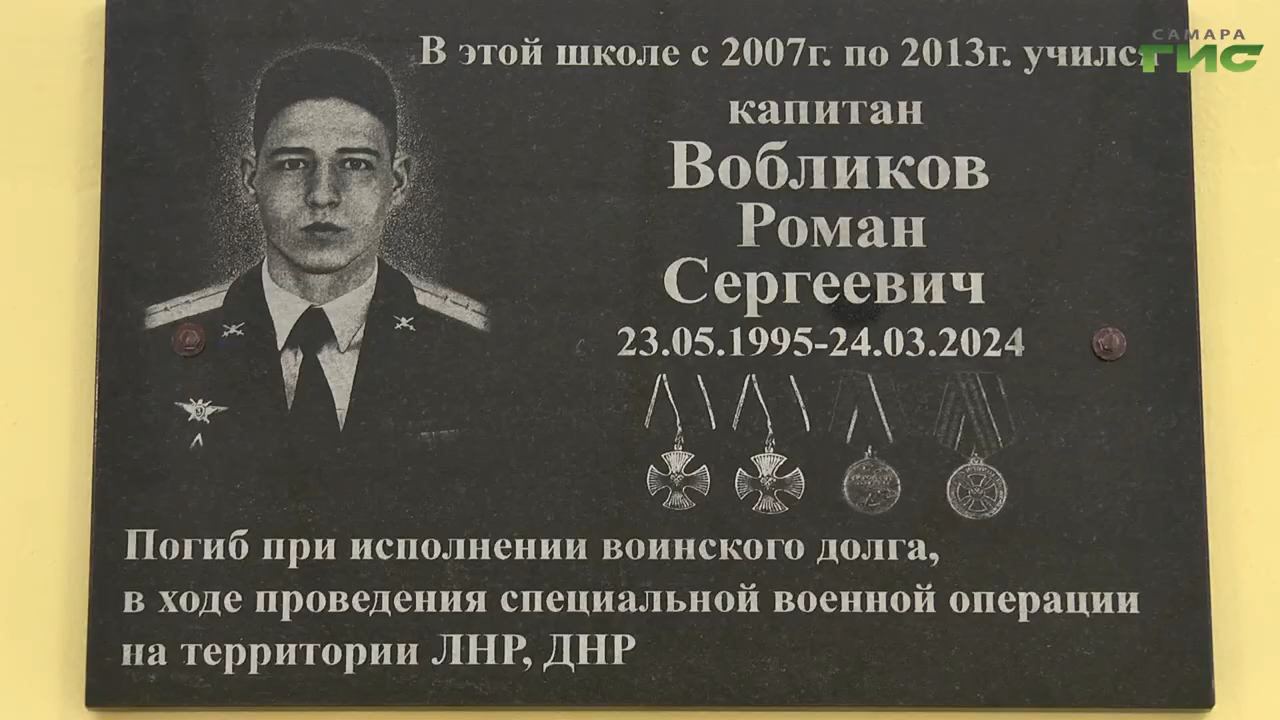 САМАРА
ГИС
В этой школе с 2007г. по 2013г. учился
капитан
Вобликов
Роман
Сергеевич
23.05.1995-24.03.2024
Погиб при исполнении воинского долга,
в ходе проведения специальной военной операции
на территории ЛНР, ДНР